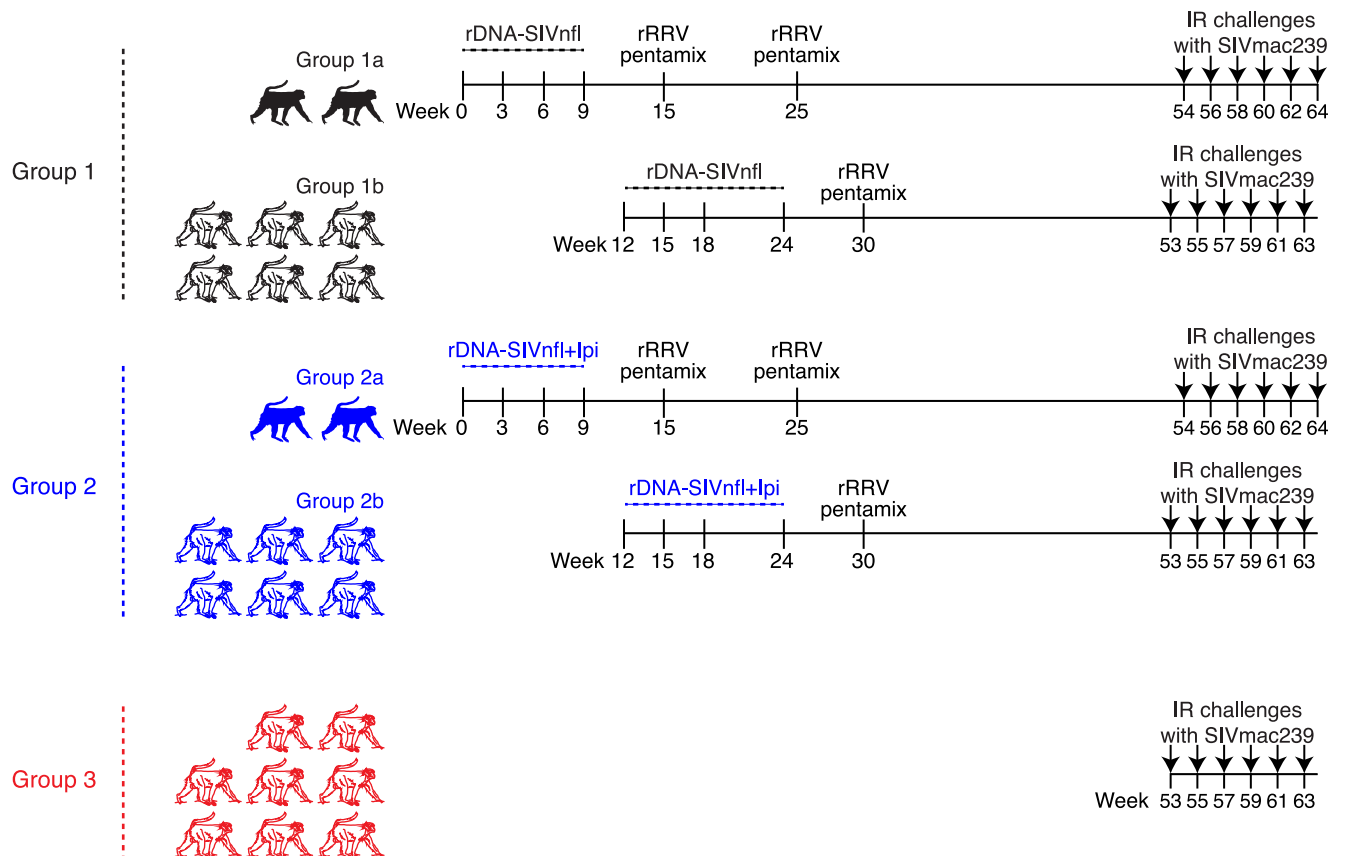 Group 1
Group 1a
rDNA-SIVnfl
rRRV
pentamix
rRRV
pentamix
IR challenges
with SIVmac239
Week 0 3 6 9 15 25 54 56 58 60 62 64
Group 1b
rDNA-SIVnfl
rRRV
pentamix
IR challenges
with SIVmac239
Week 12 15 18 24 30 53 55 57 59 61 63
Group 2
Group 2a
rDNA-SIVnfl+Ipi
rRRV
pentamix
rRRV
pentamix
IR challenges
with SIVmac239
Week 0 3 6 9 15 25 54 56 58 60 62 64
Group 2b
rDNA-SIVnfl+Ipi
rRRV
pentamix
IR challenges
with SIVmac239
Week 12 15 18 24 30 53 55 57 59 61 63
Group 3
IR challenges
with SIVmac239
Week 53 55 57 59 61 63